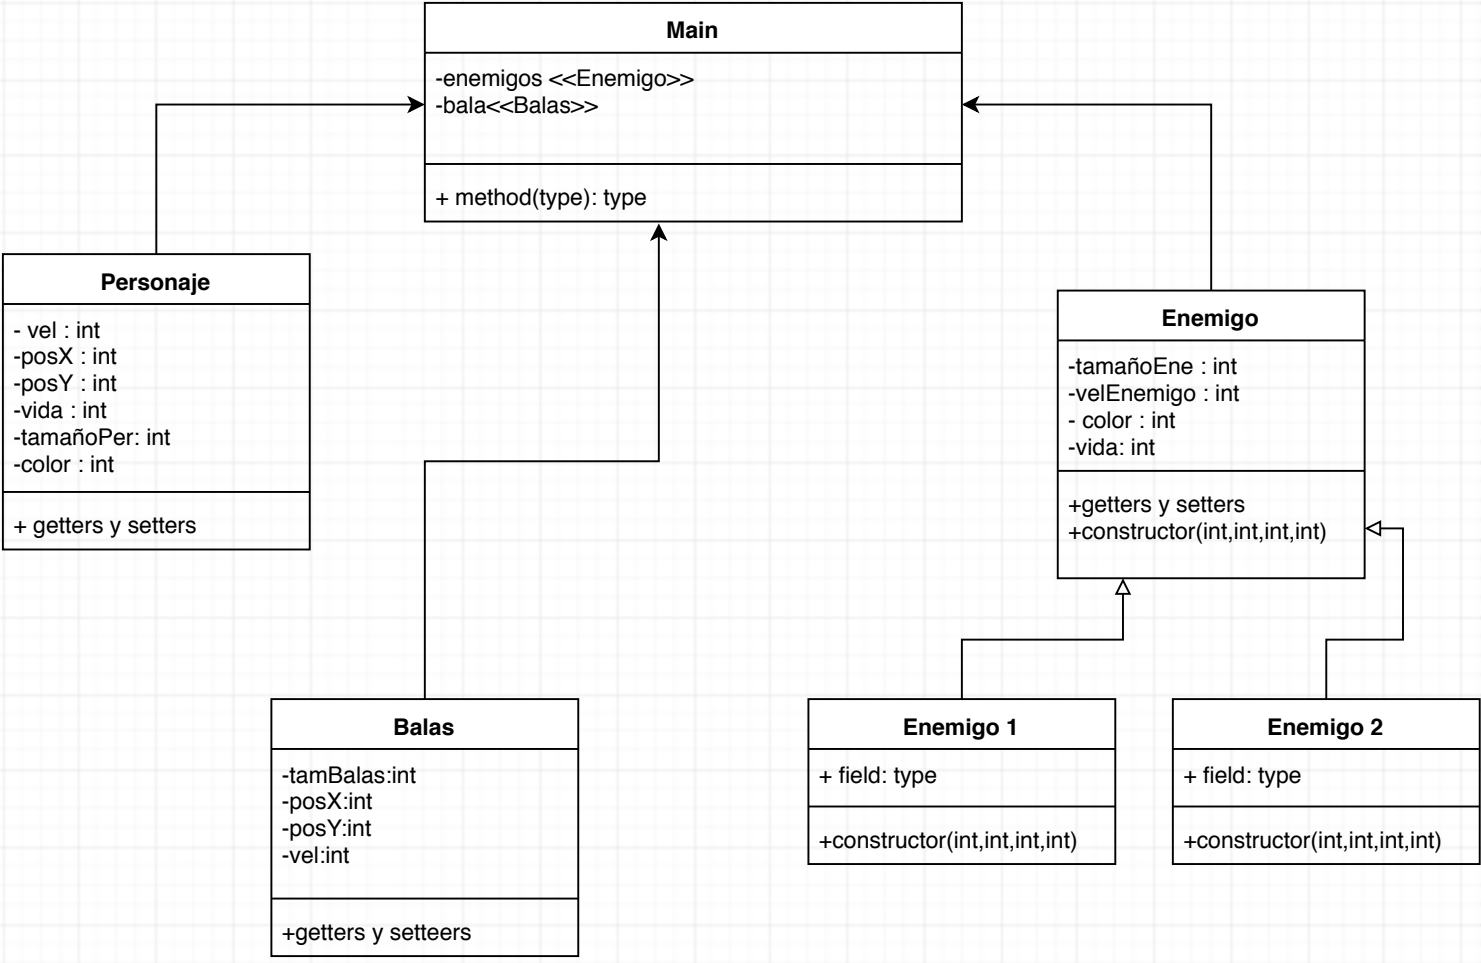 Main
-enemigos <<Enemigo>>
-bala<<Balas>>
+ method(type): type
Personaje
- vel : int
-posX : int
-posY : int
-vida : int
-tamañoPer: int
-color : int
+ getters y setters
Enemigo
-tamañoEne : int
-velEnemigo : int
- color : int
-vida: int
+getters y setters
+constructor(int,int,int,int)
Balas
-tamBalas:int
-posX:int
-posY:int
-vel:int
+getters y setteers
Enemigo 1
+ field: type
+constructor(int,int,int,int)
Enemigo 2
+ field: type
+constructor(int,int,int,int)